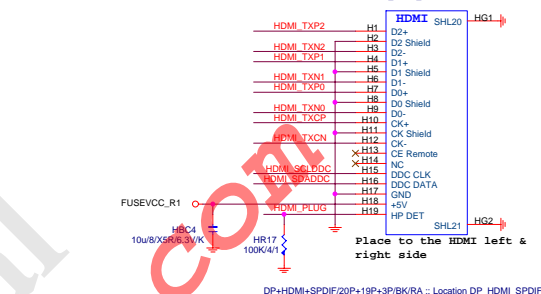 HDMI
SHL20 HG1
HDMI_TXP2 H1 D2+
H2 D2 Shield
HDMI_TXN2 H3 D2-
HDMI_TXP1 H4 D1+
H5 D1 Shield
HDMI_TXN1 H6 D1-
HDMI_TXP0 H7 D0+
H8 D0 Shield
HDMI_TXN0 H9 D0-
HDMI_TXCP H10 CK+
H11 CK Shield
HDMI_TXCN H12 CK-
H13 CE Remote
H14 NC
HDMI_SCLDDC H15 DDC CLK
HDMI_SDADDC H16 DDC DATA
H17 GND
FUSEVCC_R1 H18 +5V
HDMI_PLUG H19 HP DET
SHL21 HG2
HBC4
10u/8/X5R/6.3V/K
HR17
100K/4/1
Place to the HDMI left &
right side
DP+HDMI+SPDIF/20P+19P+3P/BK/RA :: Location DP_HDMI_SPDIF
.com